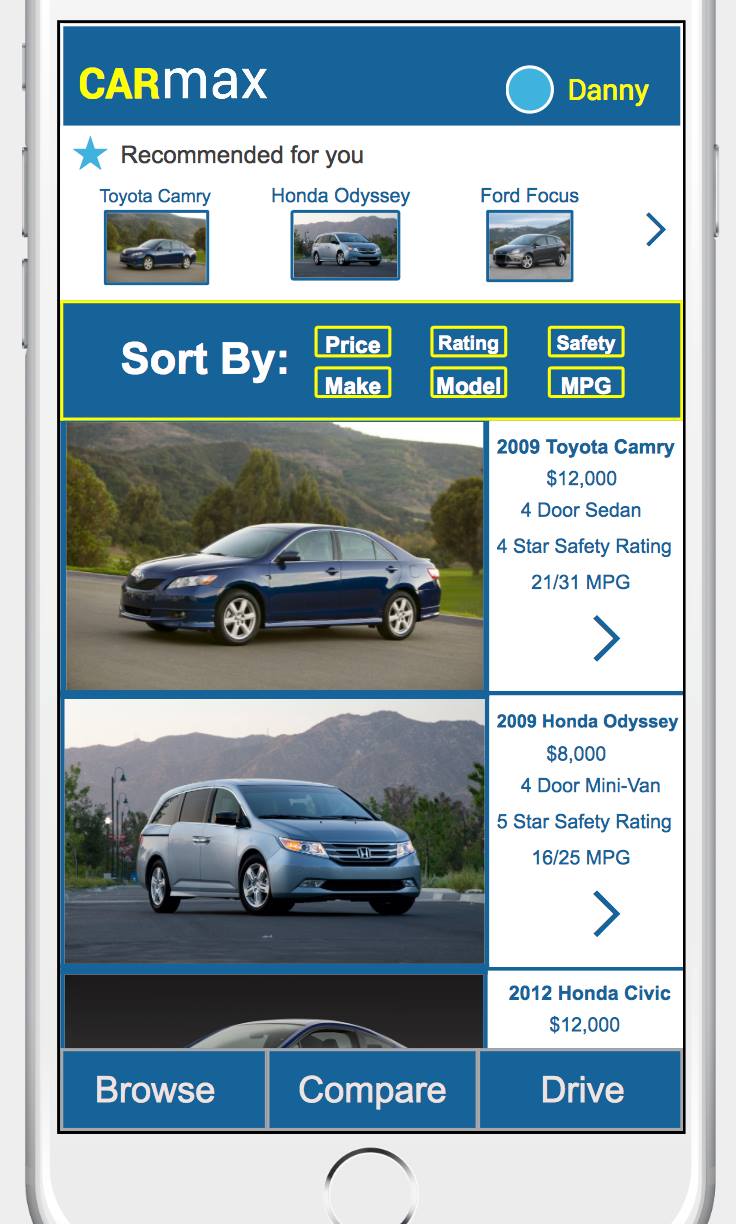 CARmax
Danny
Recommended for you
Toyota Camry
Honda Odyssey
Ford Focus
Sort By:
Price
Rating
Safety
Make
Model
MPG
2009 Toyota Camry
$12,000
4 Door Sedan
4 Star Safety Rating
21/31 MPG
2009 Honda Odyssey
$8,000
4 Door Mini-Van
5 Star Safety Rating
16/25 MPG
2012 Honda Civic
$12,000
Browse
Compare
Drive